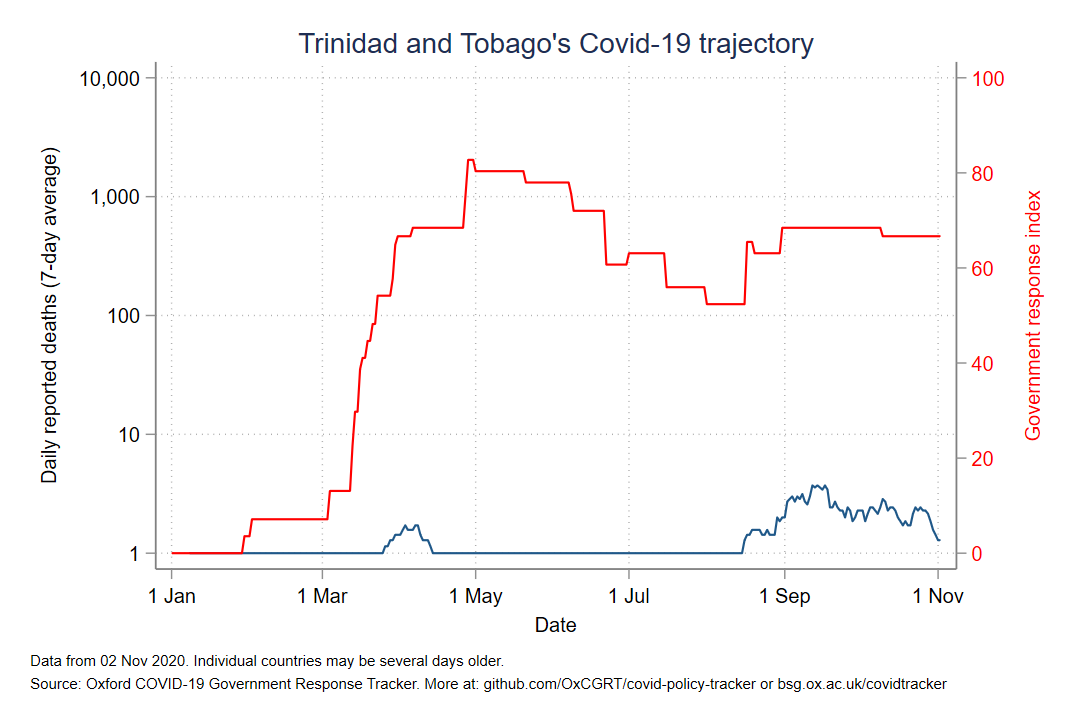 Trinidad and Tobago's Covid-19 trajectory
Daily reported deaths (7-day average)
10,000
1,000
100
10
1
100
80
60
40
20
0
Government response index
1 Jan
1 Mar
1 May
1 Jul
1 Sep
1 Nov
Date
Data from 02 Nov 2020. Individual countries may be several days older.
Source: Oxford COVID-19 Government Response Tracker. More at: github.com/OxCGRT/covid-policy-tracker or bsg.ox.ac.uk/covidtracker